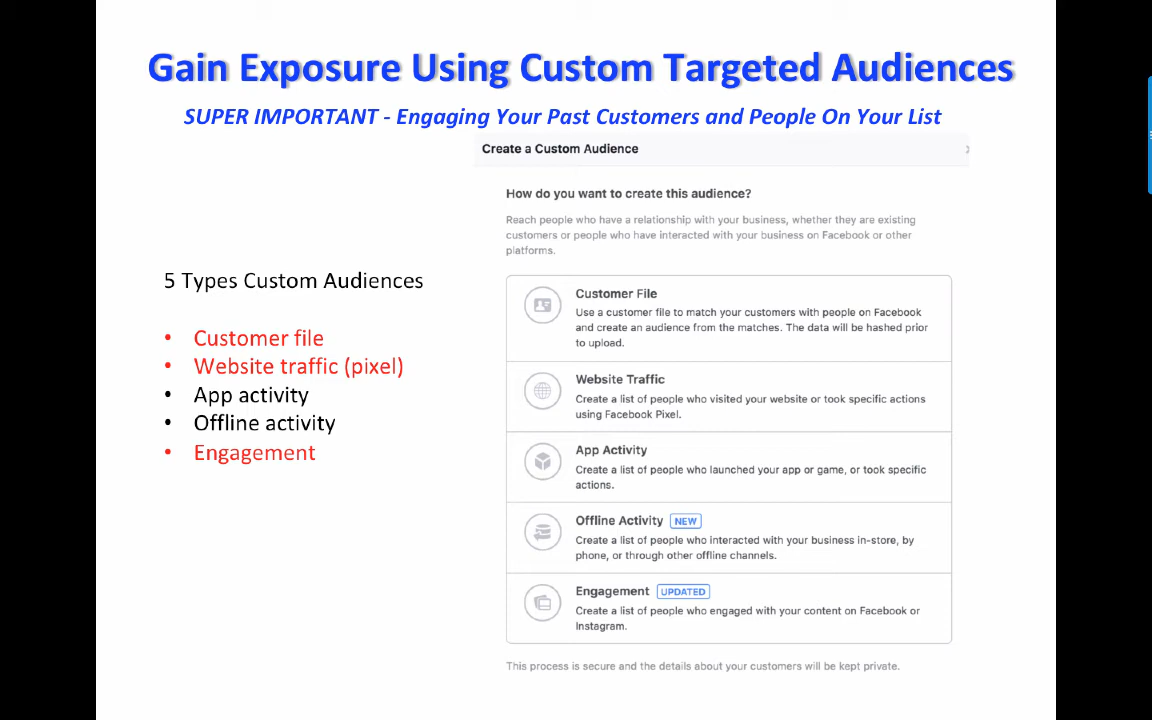 Gain Exposure Using Custom Targeted Audiences
SUPER IMPORTANT - Engaging Your Past Customers and People On Your List
5 Types Custom Audiences
• Customer file
• Website traffic (pixel)
• App activity
• Offline activity
• Engagement
Create a Custom Audience
How do you want to create this audience?
Reach people who have a relationship with your business, whether they are existing
customers or people who have interacted with your business on Facebook or other
platforms.
Customer File
Use a customer file to match your customers with people on Facebook
and create an audience from the matches. The data will be hashed prior
to upload.
Website Traffic
Create a list of people who visited your website or took specific actions
using Facebook Pixel.
App Activity
Create a list of people who launched your app or game, or took specific
actions.
Offline Activity NEW
Create a list of people who interacted with your business in-store, by
phone, or through other offline channels.
Engagement UPDATED
Create a list of people who engaged with your content on Facebook or
Instagram.
This process is secure and the details about your customers will be kept private.